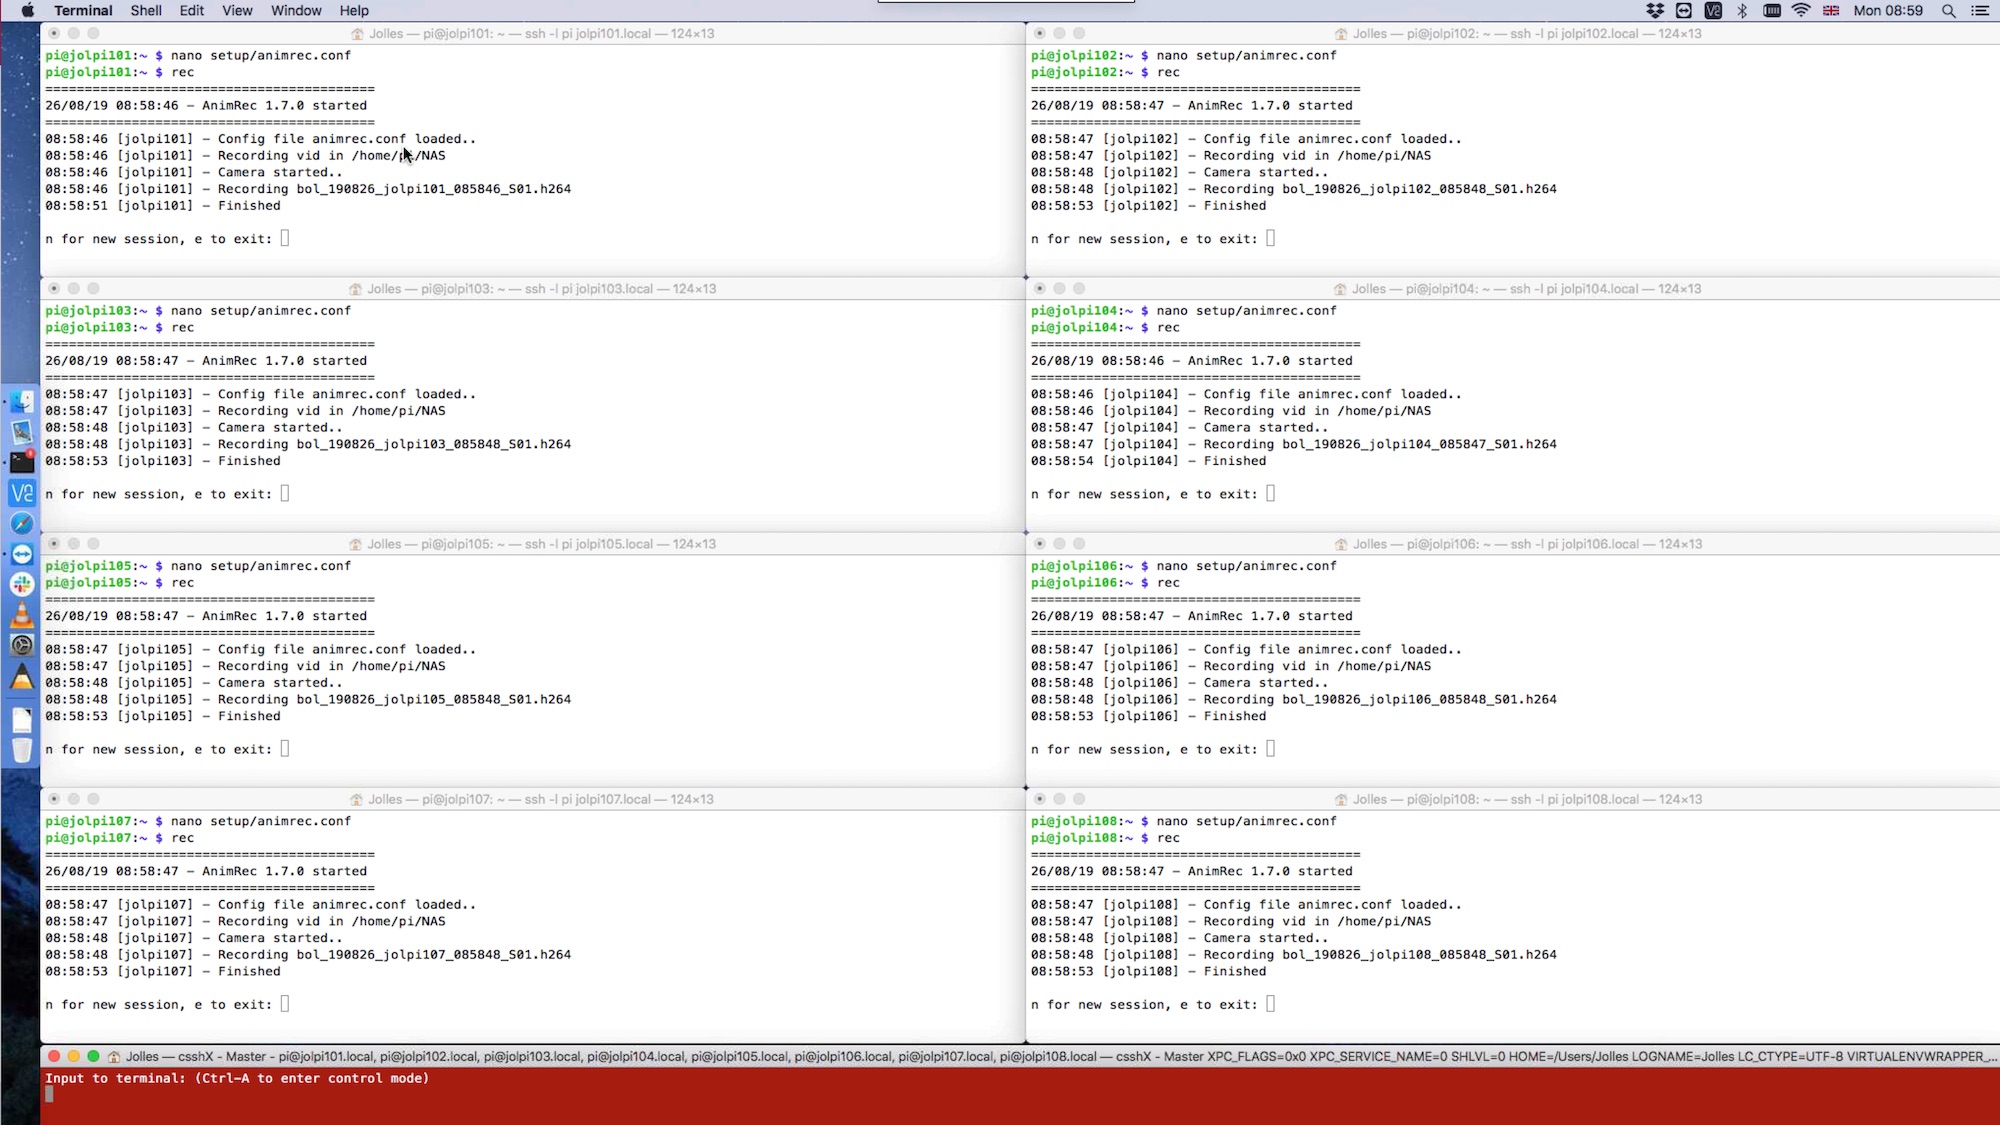 Terminal Shell Edit View Window Help
Mon 08:59
Jolles — pi@jolpi101: ~ — ssh -l pi jolpi101.local — 124×13
pi@jolpi101:~ $ nano setup/animrec.conf
pi@jolpi101:~ $ rec
==========================================
26/08/19 08:58:46 – AnimRec 1.7.0 started
==========================================
08:58:46 [jolpi101] – Config file animrec.conf loaded..
08:58:46 [jolpi101] – Recording vid in /home/pi/NAS
08:58:46 [jolpi101] – Camera started..
08:58:46 [jolpi101] – Recording bol_190826_jolpi101_085846_S01.h264
08:58:51 [jolpi101] – Finished
n for new session, e to exit:
Jolles — pi@jolpi102: ~ — ssh -l pi jolpi102.local — 124×13
pi@jolpi102:~ $ nano setup/animrec.conf
pi@jolpi102:~ $ rec
==========================================
26/08/19 08:58:47 – AnimRec 1.7.0 started
==========================================
08:58:47 [jolpi102] – Config file animrec.conf loaded..
08:58:47 [jolpi102] – Recording vid in /home/pi/NAS
08:58:48 [jolpi102] – Camera started..
08:58:48 [jolpi102] – Recording bol_190826_jolpi102_085848_S01.h264
08:58:53 [jolpi102] – Finished
n for new session, e to exit:
Jolles — pi@jolpi103: ~ — ssh -l pi jolpi103.local — 124×13
pi@jolpi103:~ $ nano setup/animrec.conf
pi@jolpi103:~ $ rec
==========================================
26/08/19 08:58:47 – AnimRec 1.7.0 started
==========================================
08:58:47 [jolpi103] – Config file animrec.conf loaded..
08:58:47 [jolpi103] – Recording vid in /home/pi/NAS
08:58:48 [jolpi103] – Camera started..
08:58:48 [jolpi103] – Recording bol_190826_jolpi103_085848_S01.h264
08:58:53 [jolpi103] – Finished
n for new session, e to exit:
Jolles — pi@jolpi104: ~ — ssh -l pi jolpi104.local — 124×13
pi@jolpi104:~ $ nano setup/animrec.conf
pi@jolpi104:~ $ rec
==========================================
26/08/19 08:58:46 – AnimRec 1.7.0 started
==========================================
08:58:46 [jolpi104] – Config file animrec.conf loaded..
08:58:46 [jolpi104] – Recording vid in /home/pi/NAS
08:58:47 [jolpi104] – Camera started..
08:58:47 [jolpi104] – Recording bol_190826_jolpi104_085847_S01.h264
08:58:54 [jolpi104] – Finished
n for new session, e to exit:
Jolles — pi@jolpi105: ~ — ssh -l pi jolpi105.local — 124×13
pi@jolpi105:~ $ nano setup/animrec.conf
pi@jolpi105:~ $ rec
==========================================
26/08/19 08:58:47 – AnimRec 1.7.0 started
==========================================
08:58:47 [jolpi105] – Config file animrec.conf loaded..
08:58:47 [jolpi105] – Recording vid in /home/pi/NAS
08:58:48 [jolpi105] – Camera started..
08:58:48 [jolpi105] – Recording bol_190826_jolpi105_085848_S01.h264
08:58:53 [jolpi105] – Finished
n for new session, e to exit:
Jolles — pi@jolpi106: ~ — ssh -l pi jolpi106.local — 124×13
pi@jolpi106:~ $ nano setup/animrec.conf
pi@jolpi106:~ $ rec
==========================================
26/08/19 08:58:47 – AnimRec 1.7.0 started
==========================================
08:58:47 [jolpi106] – Config file animrec.conf loaded..
08:58:47 [jolpi106] – Recording vid in /home/pi/NAS
08:58:48 [jolpi106] – Camera started..
08:58:48 [jolpi106] – Recording bol_190826_jolpi106_085848_S01.h264
08:58:53 [jolpi106] – Finished
n for new session, e to exit:
Jolles — pi@jolpi107: ~ — ssh -l pi jolpi107.local — 124×13
pi@jolpi107:~ $ nano setup/animrec.conf
pi@jolpi107:~ $ rec
==========================================
26/08/19 08:58:47 – AnimRec 1.7.0 started
==========================================
08:58:47 [jolpi107] – Config file animrec.conf loaded..
08:58:47 [jolpi107] – Recording vid in /home/pi/NAS
08:58:48 [jolpi107] – Camera started..
08:58:48 [jolpi107] – Recording bol_190826_jolpi107_085848_S01.h264
08:58:53 [jolpi107] – Finished
n for new session, e to exit:
Jolles — pi@jolpi108: ~ — ssh -l pi jolpi108.local — 124×13
pi@jolpi108:~ $ nano setup/animrec.conf
pi@jolpi108:~ $ rec
==========================================
26/08/19 08:58:47 – AnimRec 1.7.0 started
==========================================
08:58:47 [jolpi108] – Config file animrec.conf loaded..
08:58:47 [jolpi108] – Recording vid in /home/pi/NAS
08:58:48 [jolpi108] – Camera started..
08:58:48 [jolpi108] – Recording bol_190826_jolpi108_085848_S01.h264
08:58:53 [jolpi108] – Finished
n for new session, e to exit:
Jolles — csshX - Master - pi@jolpi101.local, pi@jolpi102.local, pi@jolpi103.local, pi@jolpi104.local, pi@jolpi105.local, pi@jolpi106.local, pi@jolpi107.local, pi@jolpi108.local — csshX - Master XPC_FLAGS=0x0 XPC_SERVICE_NAME=0 SHLVL=0 HOME=/Users/Jolles LOGNAME=Jolles LC_CTYPE=UTF-8 VIRTUALENVWRAPPER_...
Input to terminal: (Ctrl-A to enter control mode)